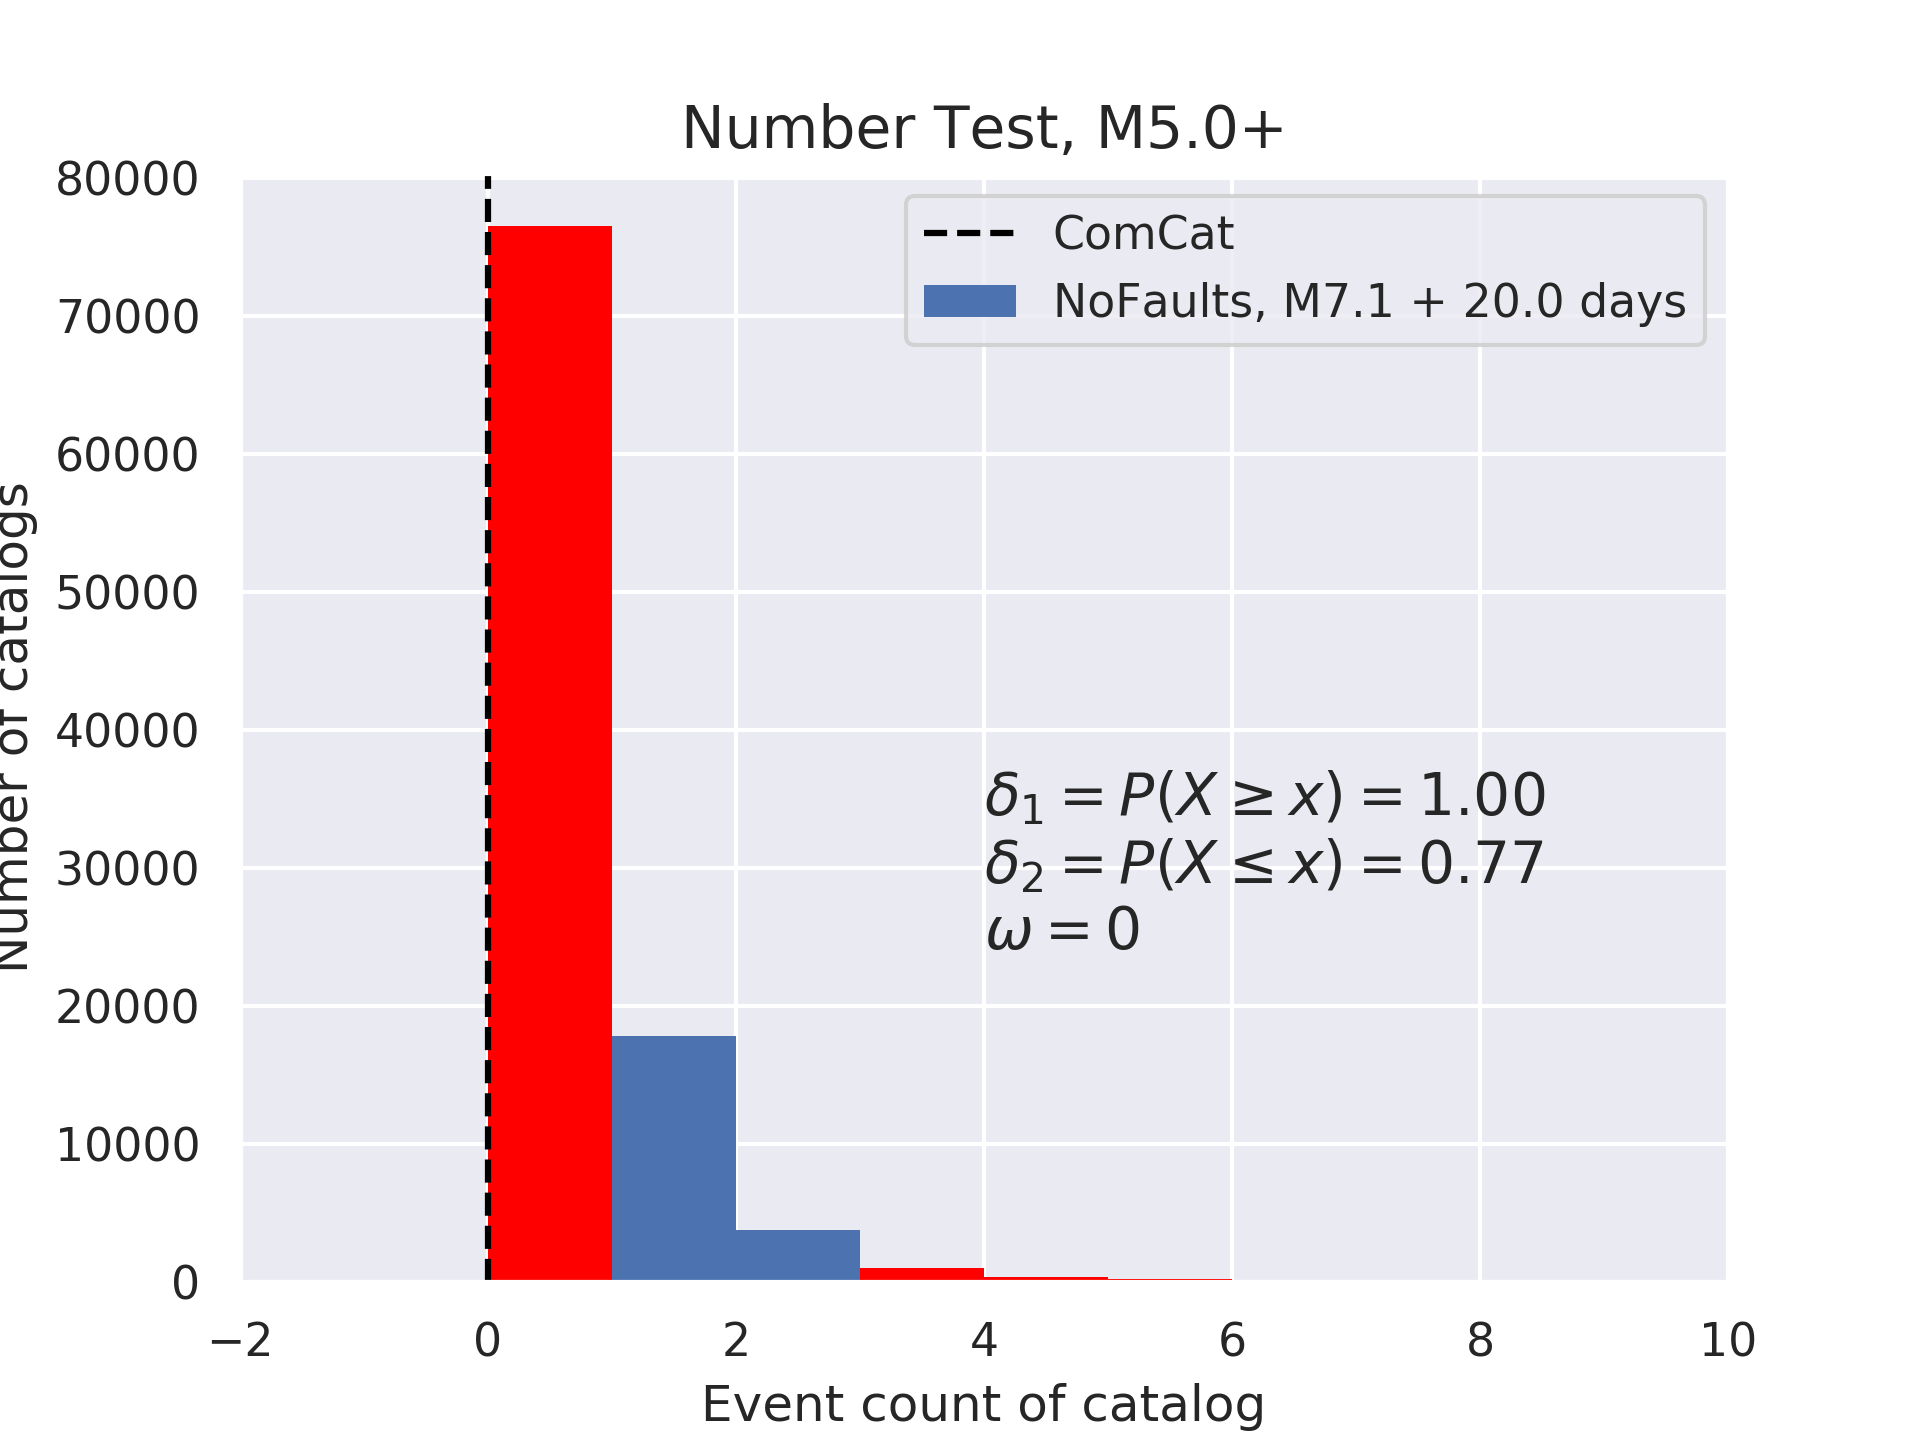 Number Test, M5.0+
80000
70000
60000
50000
40000
30000
20000
10000
0
Number of catalogs
ComCat
NoFaults, M7.1 + 20.0 days
δ₁ = P(X ≥ x) = 1.00
δ₂ = P(X ≤ x) = 0.77
ω = 0
−2 0 2 4 6 8 10
Event count of catalog